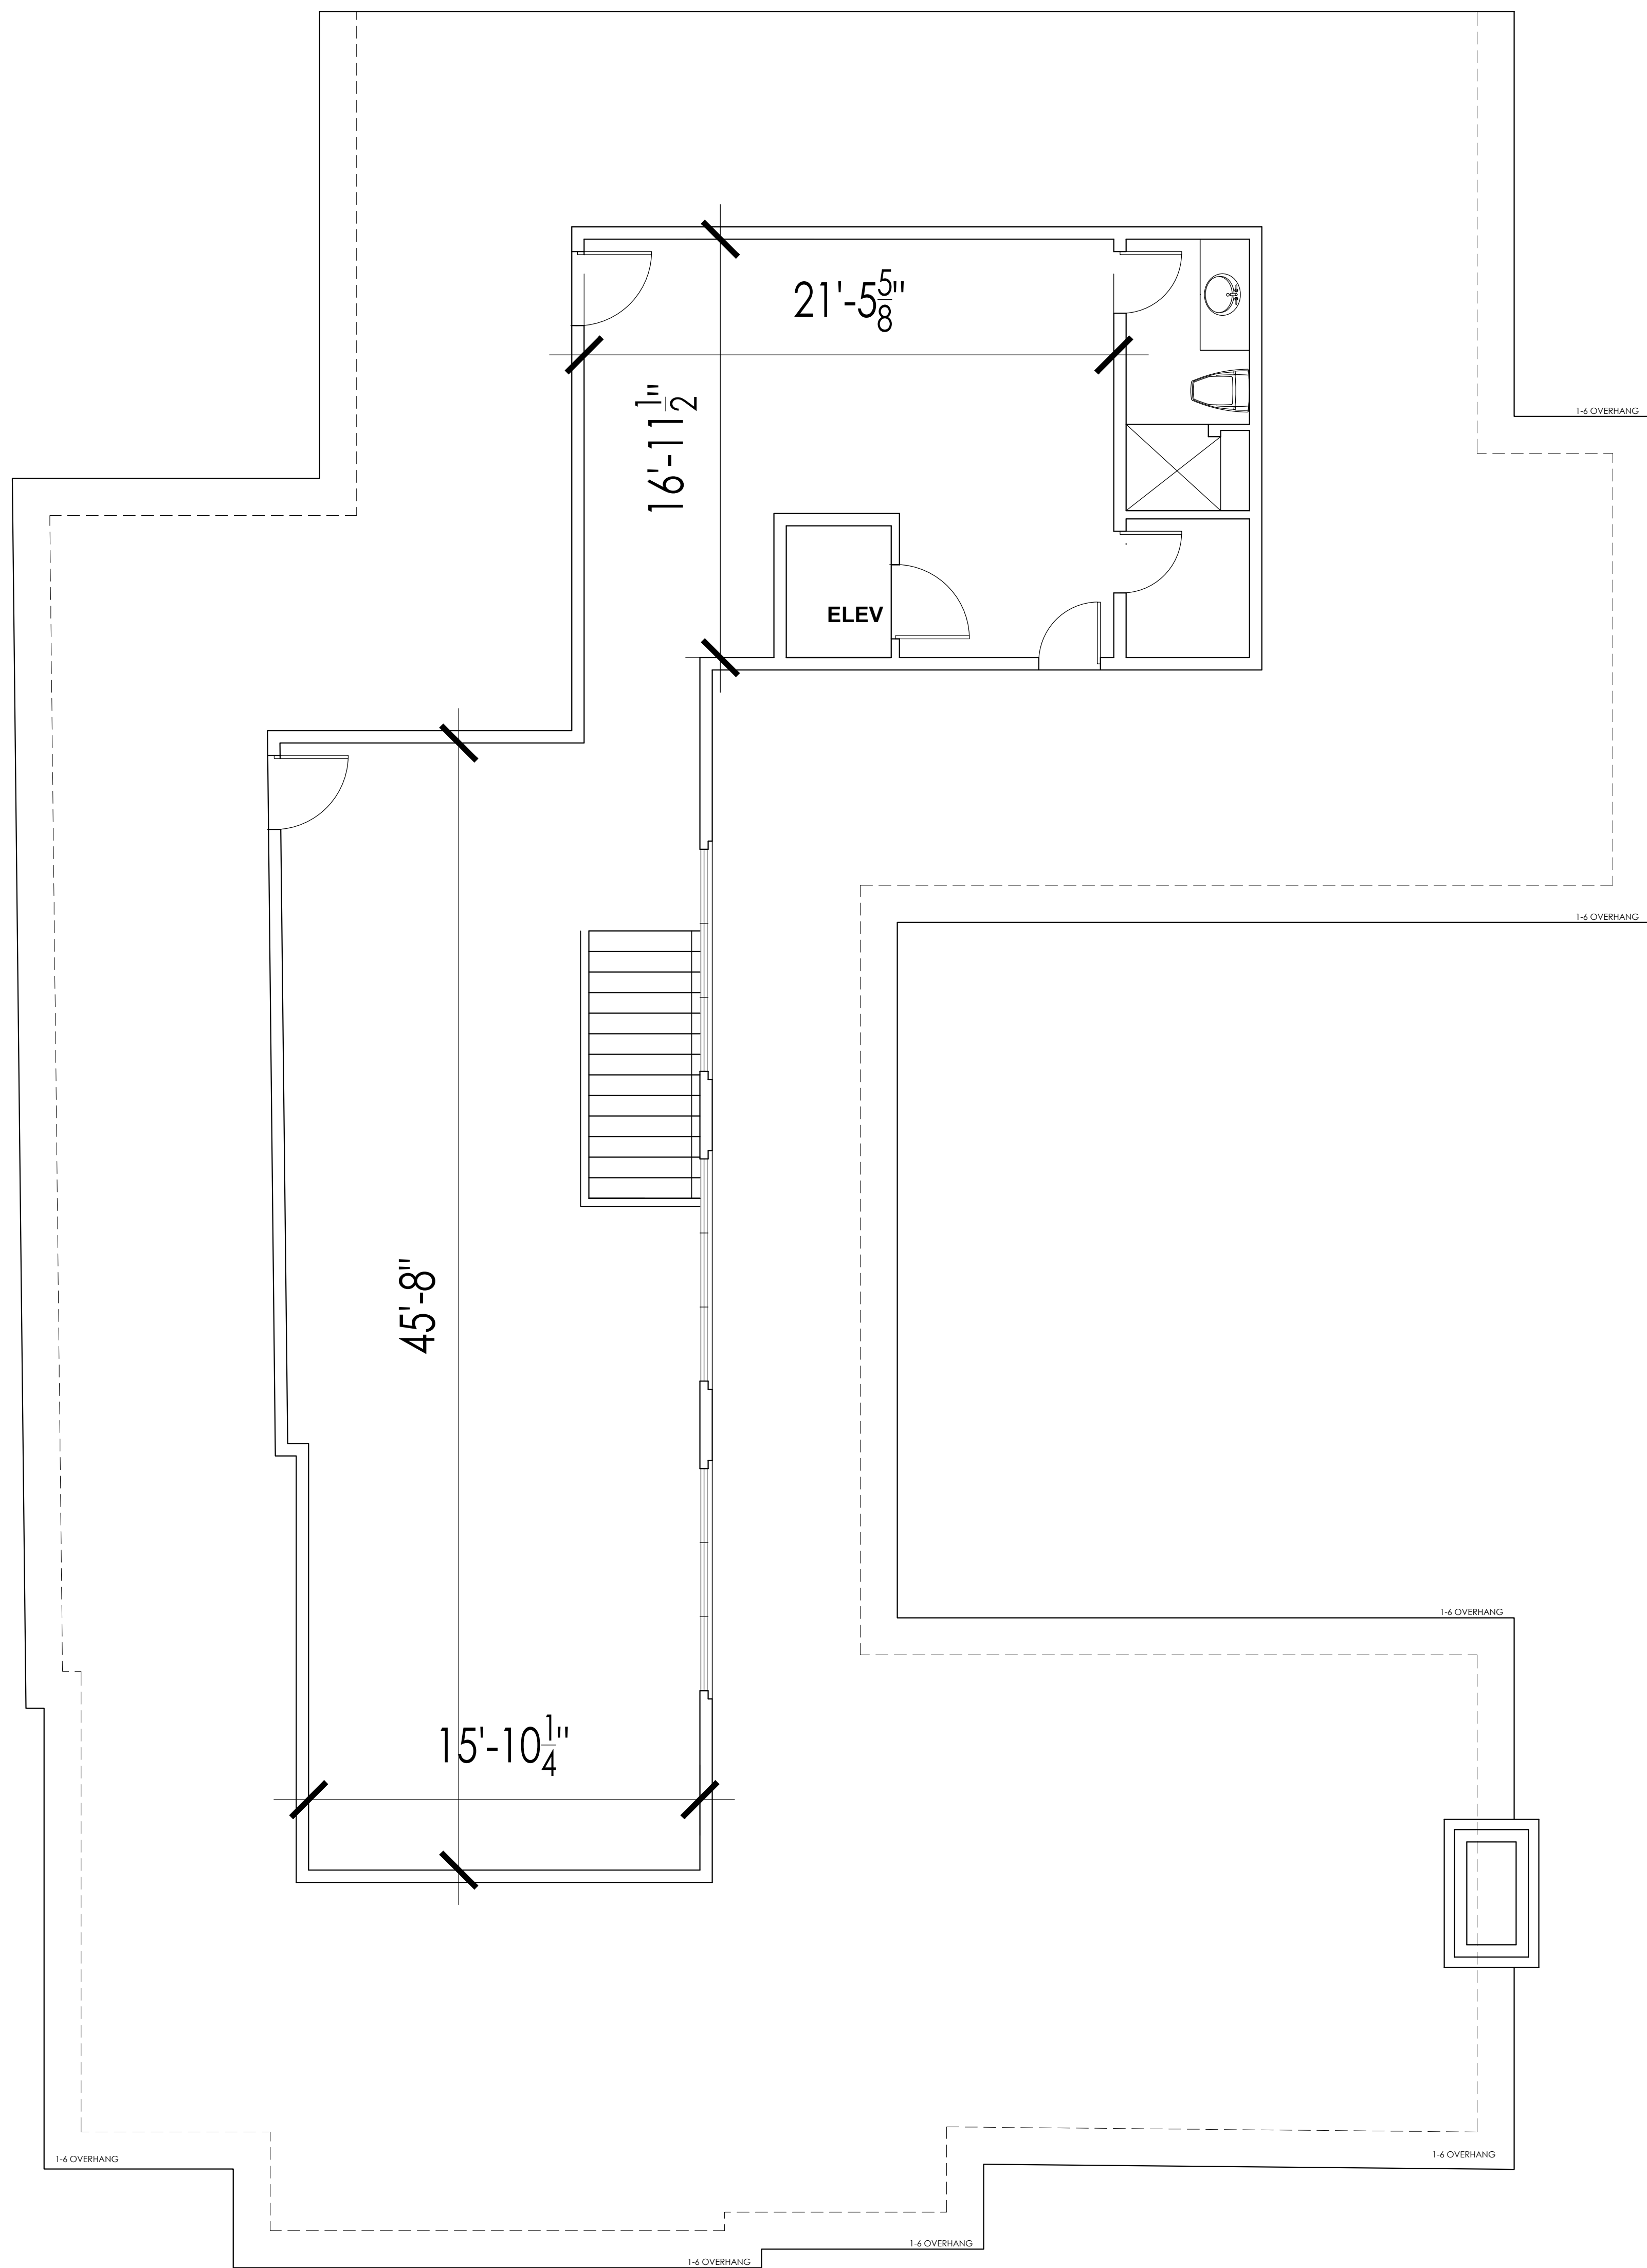 21'-5 5/8"
16'-11 1/2"
1-6 OVERHANG
ELEV
1-6 OVERHANG
45'-8"
1-6 OVERHANG
15'-10 1/4"
1-6 OVERHANG
1-6 OVERHANG
1-6 OVERHANG
1-6 OVERHANG